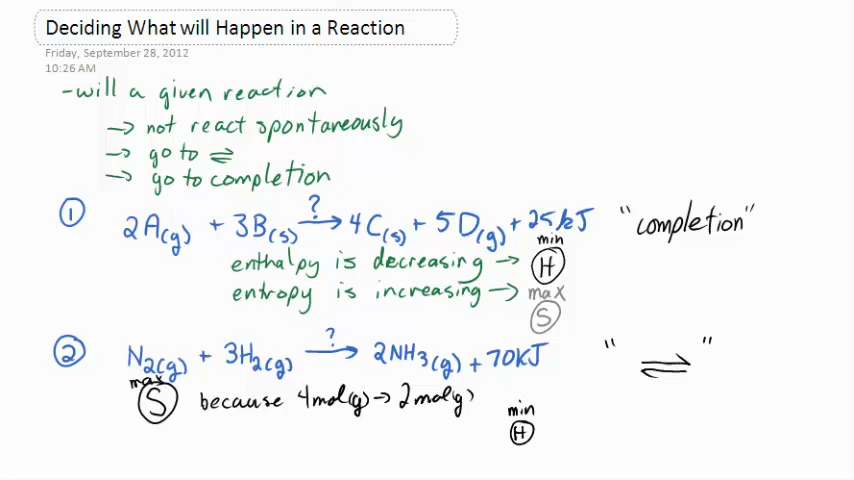 Deciding What will Happen in a Reaction
Friday, September 28, 2012
10:26 AM
-will a given reaction
→ not react spontaneously
→ go to ⇌
→ go to completion
① 2A(g) + 3B(s) →? 4C(s) + 5D(g) + 25kJ "completion"
min
enthalpy is decreasing → H
entropy is increasing → max
S
② N2(g) + 3H2(g) →? 2NH3(g) + 70KJ " ⇌ "
max
S because 4mol(g) → 2mol(g)
min
H